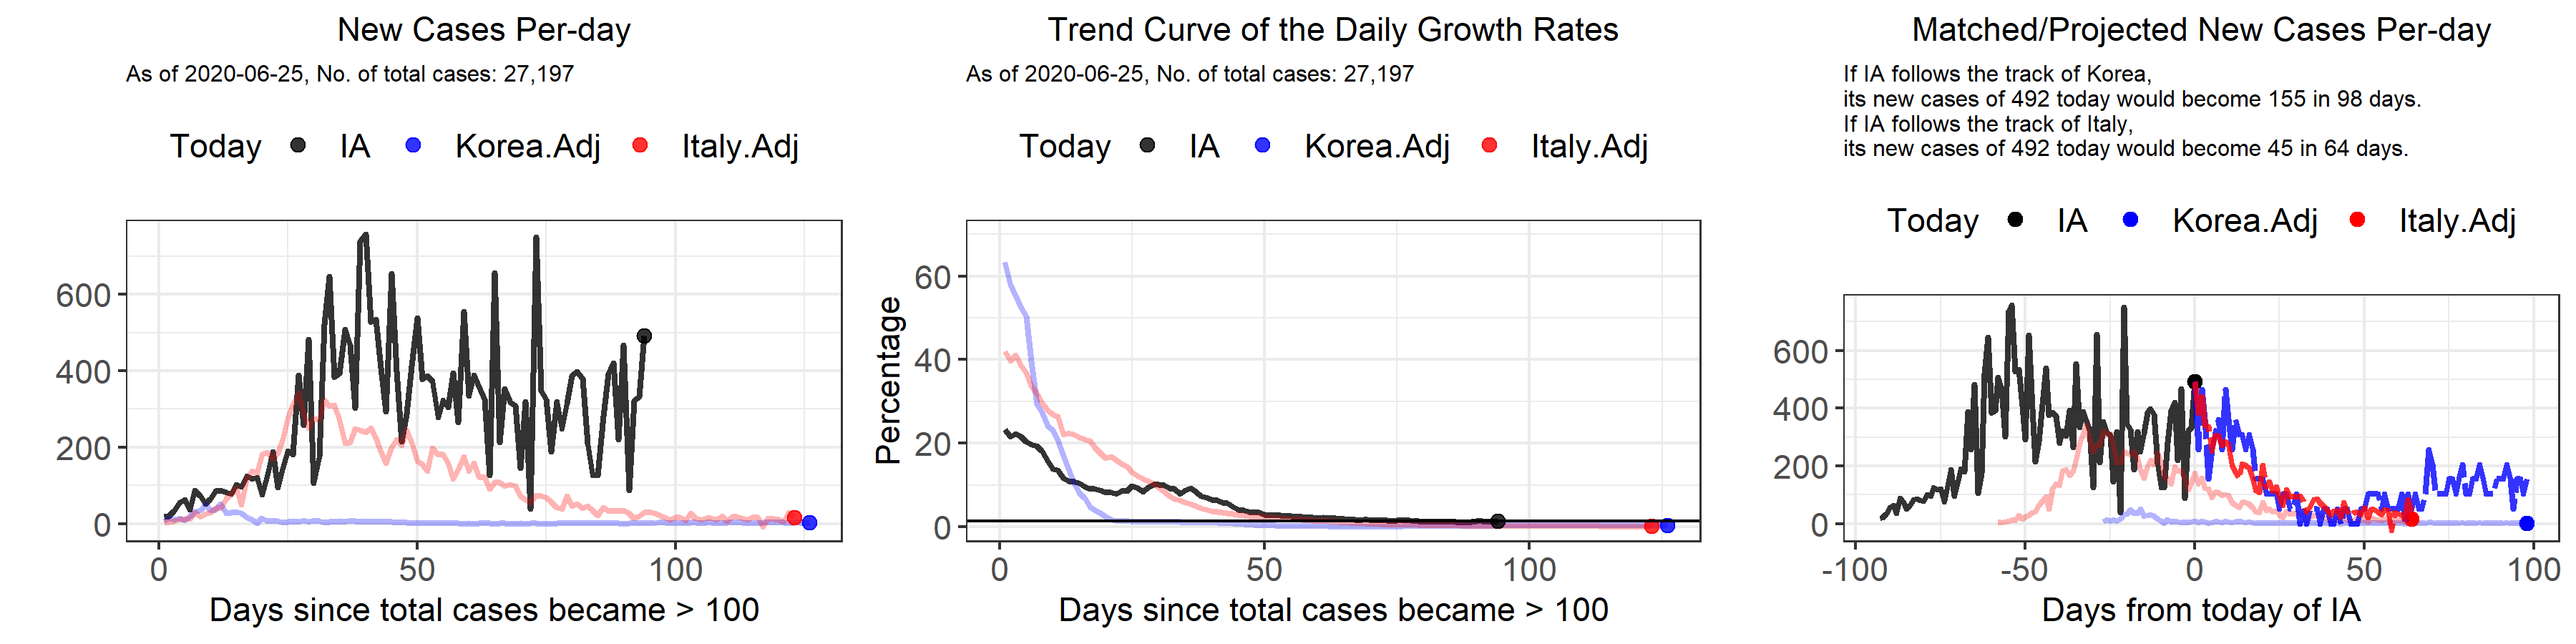 New Cases Per-day
As of 2020-06-25, No. of total cases: 27,197
Today IA Korea.Adj Italy.Adj
600
400
200
0
0 50 100
Days since total cases became > 100
Trend Curve of the Daily Growth Rates
As of 2020-06-25, No. of total cases: 27,197
Today IA Korea.Adj Italy.Adj
Percentage
60
40
20
0
0 50 100
Days since total cases became > 100
Matched/Projected New Cases Per-day
If IA follows the track of Korea,
its new cases of 492 today would become 155 in 98 days.
If IA follows the track of Italy,
its new cases of 492 today would become 45 in 64 days.
Today IA Korea.Adj Italy.Adj
600
400
200
0
-100 -50 0 50 100
Days from today of IA